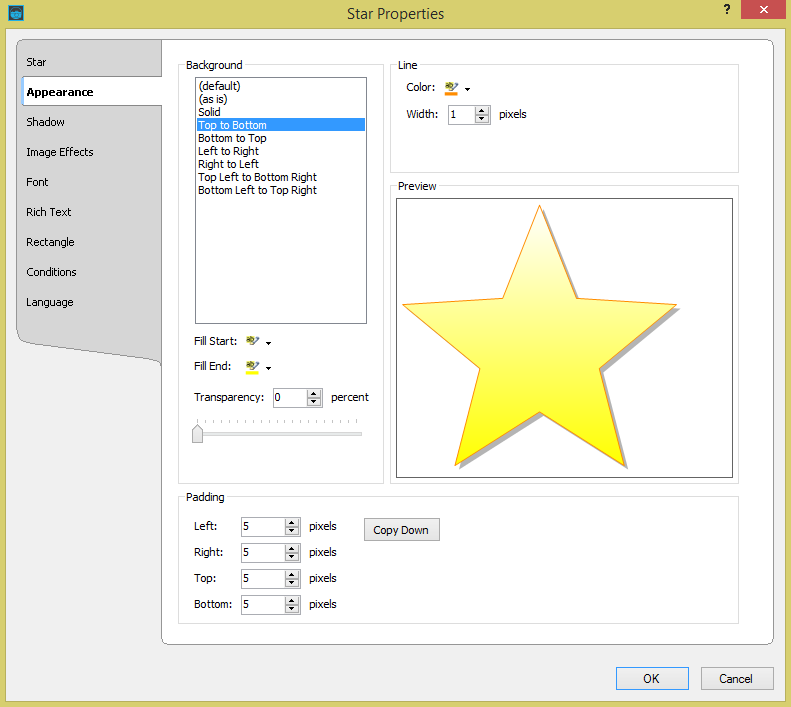 Star Properties
?
Star
Appearance
Shadow
Image Effects
Font
Rich Text
Rectangle
Conditions
Language
Background
(default)
(as is)
Solid
Top to Bottom
Bottom to Top
Left to Right
Right to Left
Top Left to Bottom Right
Bottom Left to Top Right
Fill Start:
Fill End:
Transparency: 0 percent
Line
Color:
Width: 1 pixels
Preview
Padding
Left: 5 pixels Copy Down
Right: 5 pixels
Top: 5 pixels
Bottom: 5 pixels
OK Cancel